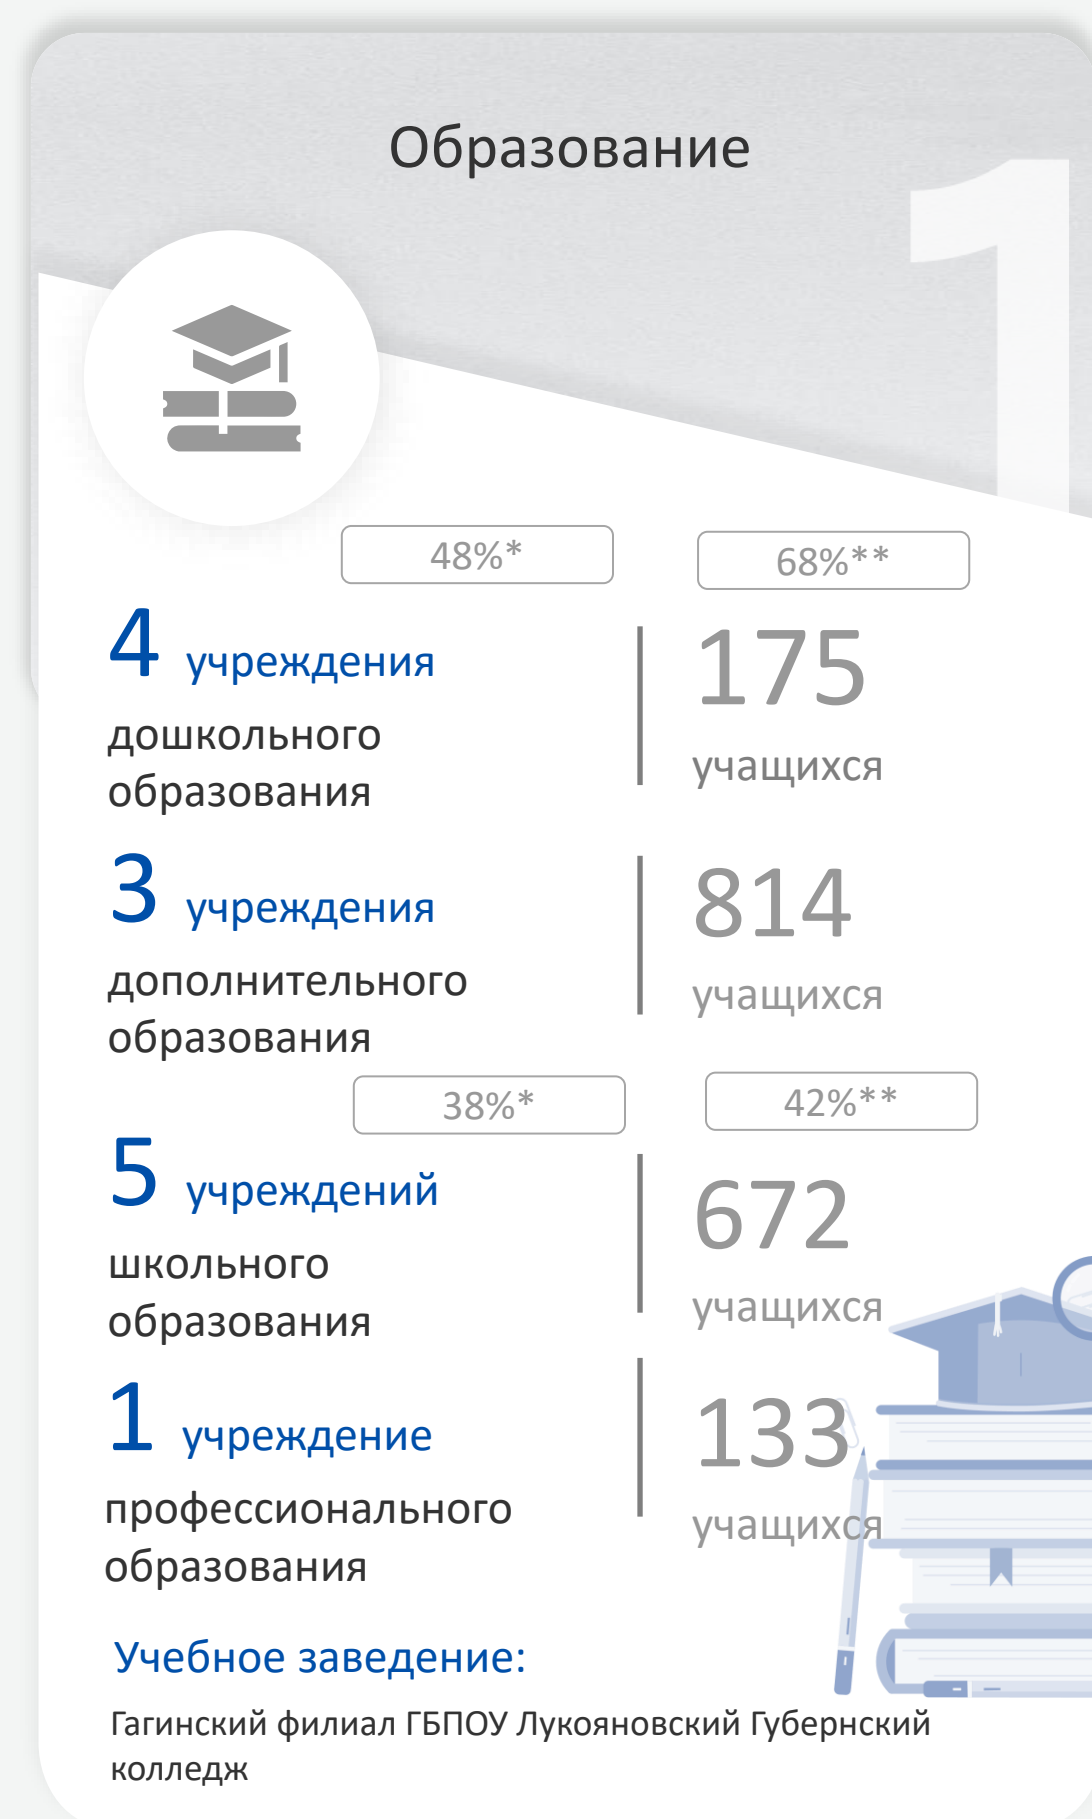 Образование
1
48%* 68%**
4 учреждения
дошкольного
образования
175
учащихся
3 учреждения
дополнительного
образования
814
учащихся
38%* 42%**
5 учреждений
школьного
образования
672
учащихся
1 учреждение
профессионального
образования
133
учащихся
Учебное заведение:
Гагинский филиал ГБПОУ Лукояновский Губернский
колледж